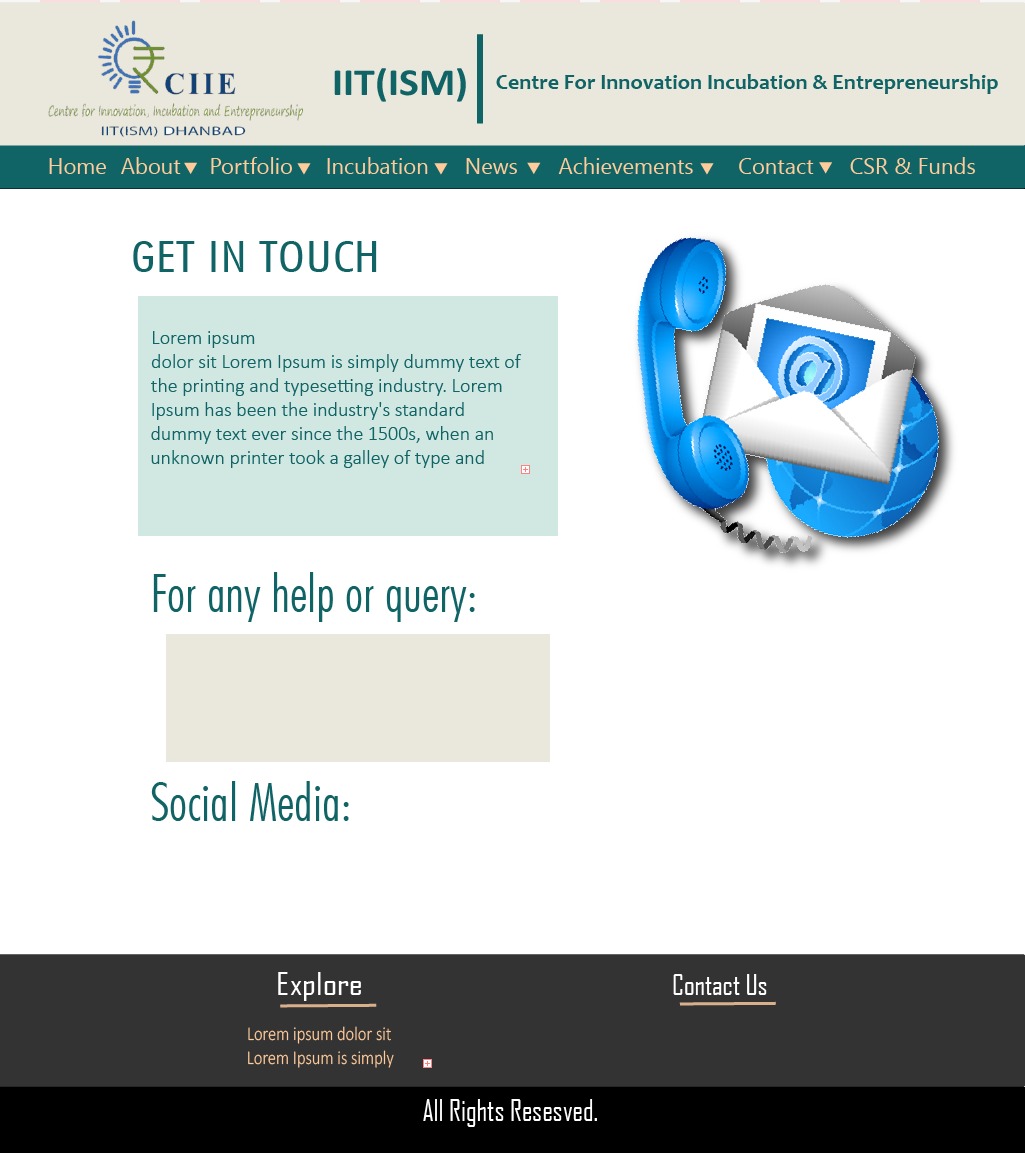 CIIE
Centre for Innovation, Incubation and Entrepreneurship
IIT(ISM) DHANBAD
IIT(ISM)
Centre For Innovation Incubation & Entrepreneurship
Home About Portfolio Incubation News Achievements Contact CSR & Funds
GET IN TOUCH
Lorem ipsum
dolor sit Lorem Ipsum is simply dummy text of
the printing and typesetting industry. Lorem
Ipsum has been the industry's standard
dummy text ever since the 1500s, when an
unknown printer took a galley of type and
@
For any help or query:
Social Media:
Explore
Contact Us
Lorem ipsum dolor sit
Lorem Ipsum is simply
All Rights Resesved.